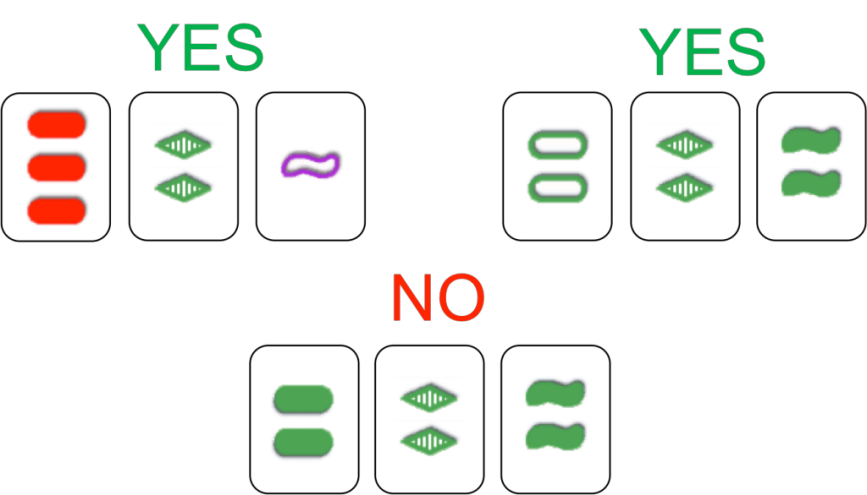 YES
YES
NO